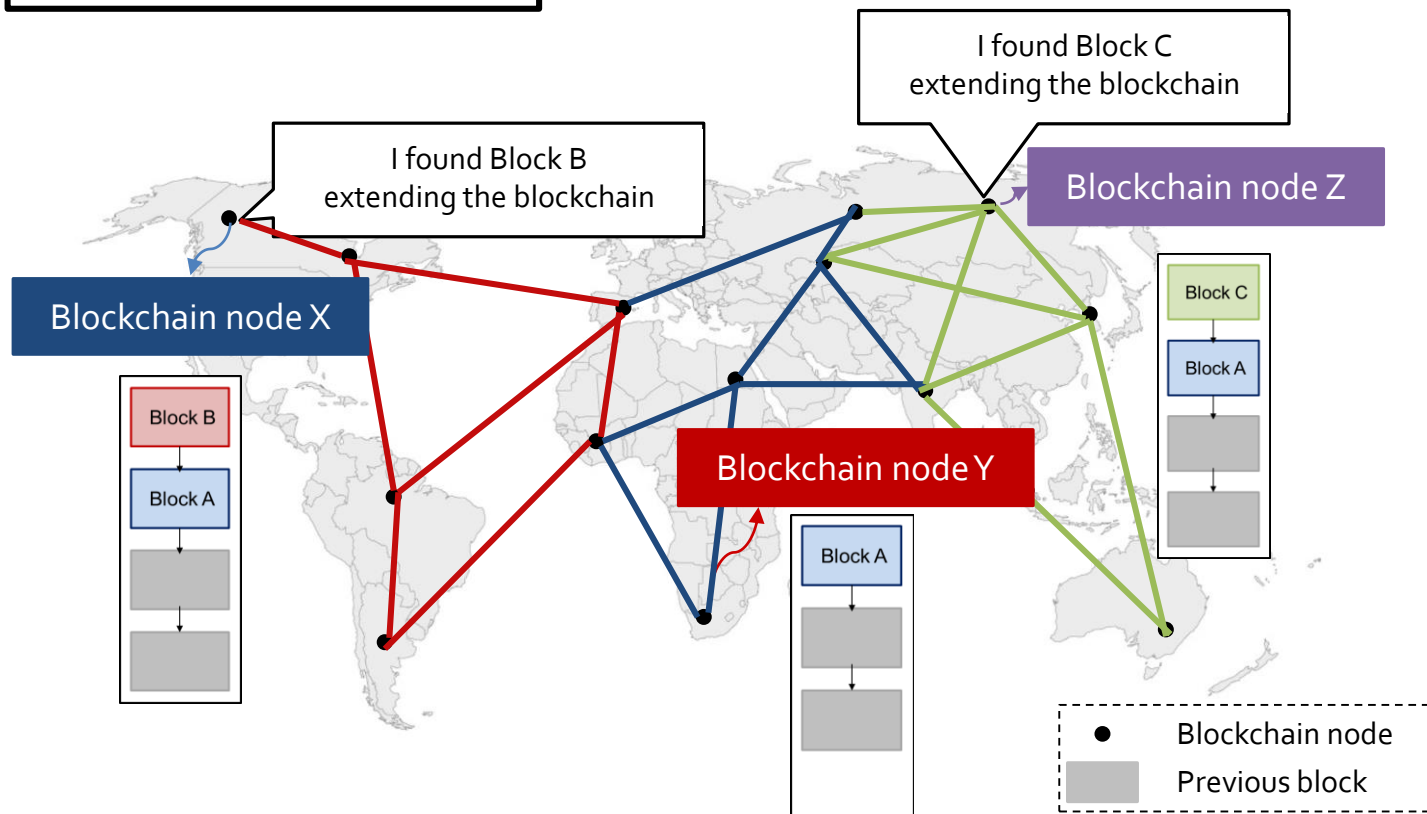 I found Block C
extending the blockchain
I found Block B
extending the blockchain
Blockchain node Z
Blockchain node X
Block C
Block A
Block B
Block A
Blockchain node Y
Block A
Blockchain node
Previous block